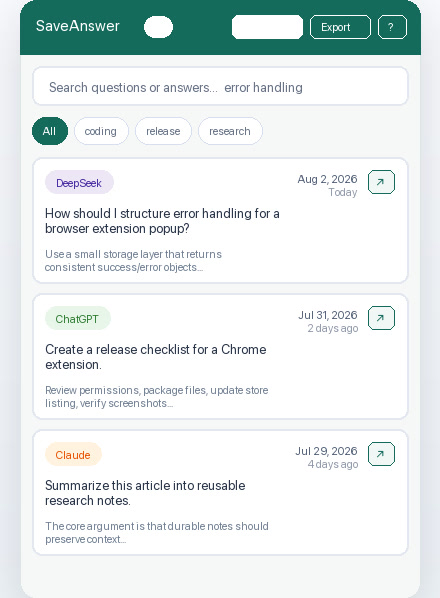 SaveAnswer
Export
?
Search questions or answers... error handling
All
coding
release
research
DeepSeek
Aug 2, 2026
Today
How should I structure error handling for a
browser extension popup?
Use a small storage layer that returns
consistent success/error objects...
ChatGPT
Jul 31, 2026
2 days ago
Create a release checklist for a Chrome
extension.
Review permissions, package files, update store
listing, verify screenshots...
Claude
Jul 29, 2026
4 days ago
Summarize this article into reusable
research notes.
The core argument is that durable notes should
preserve context...